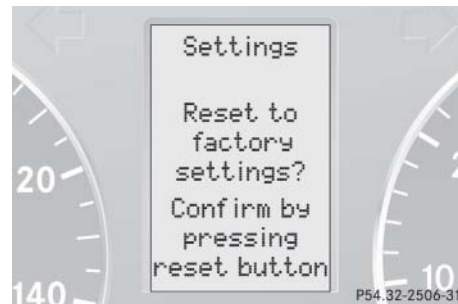 Settings
Reset to
factory
settings?
Confirm by
pressing
reset button
20
140
10
P54.32-2506-31